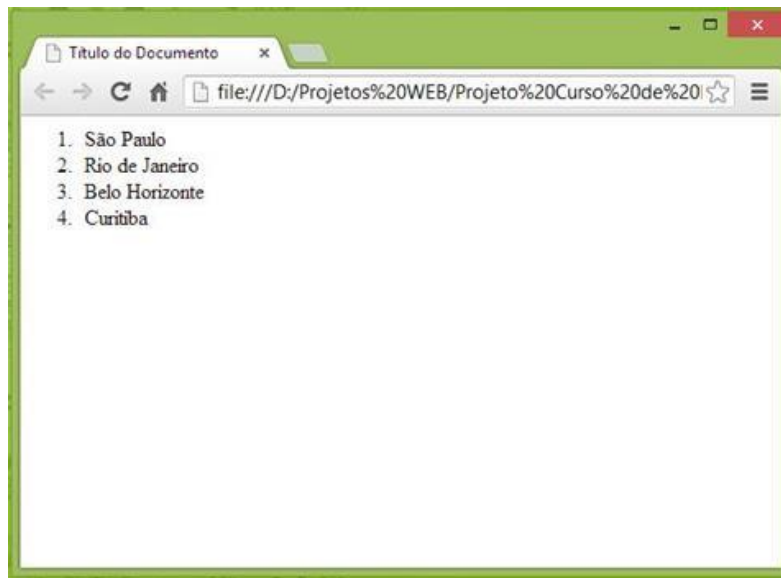 Título do Documento
file:///D:/Projetos%20WEB/Projeto%20Curso%20de%20
1. São Paulo
2. Rio de Janeiro
3. Belo Horizonte
4. Curitiba